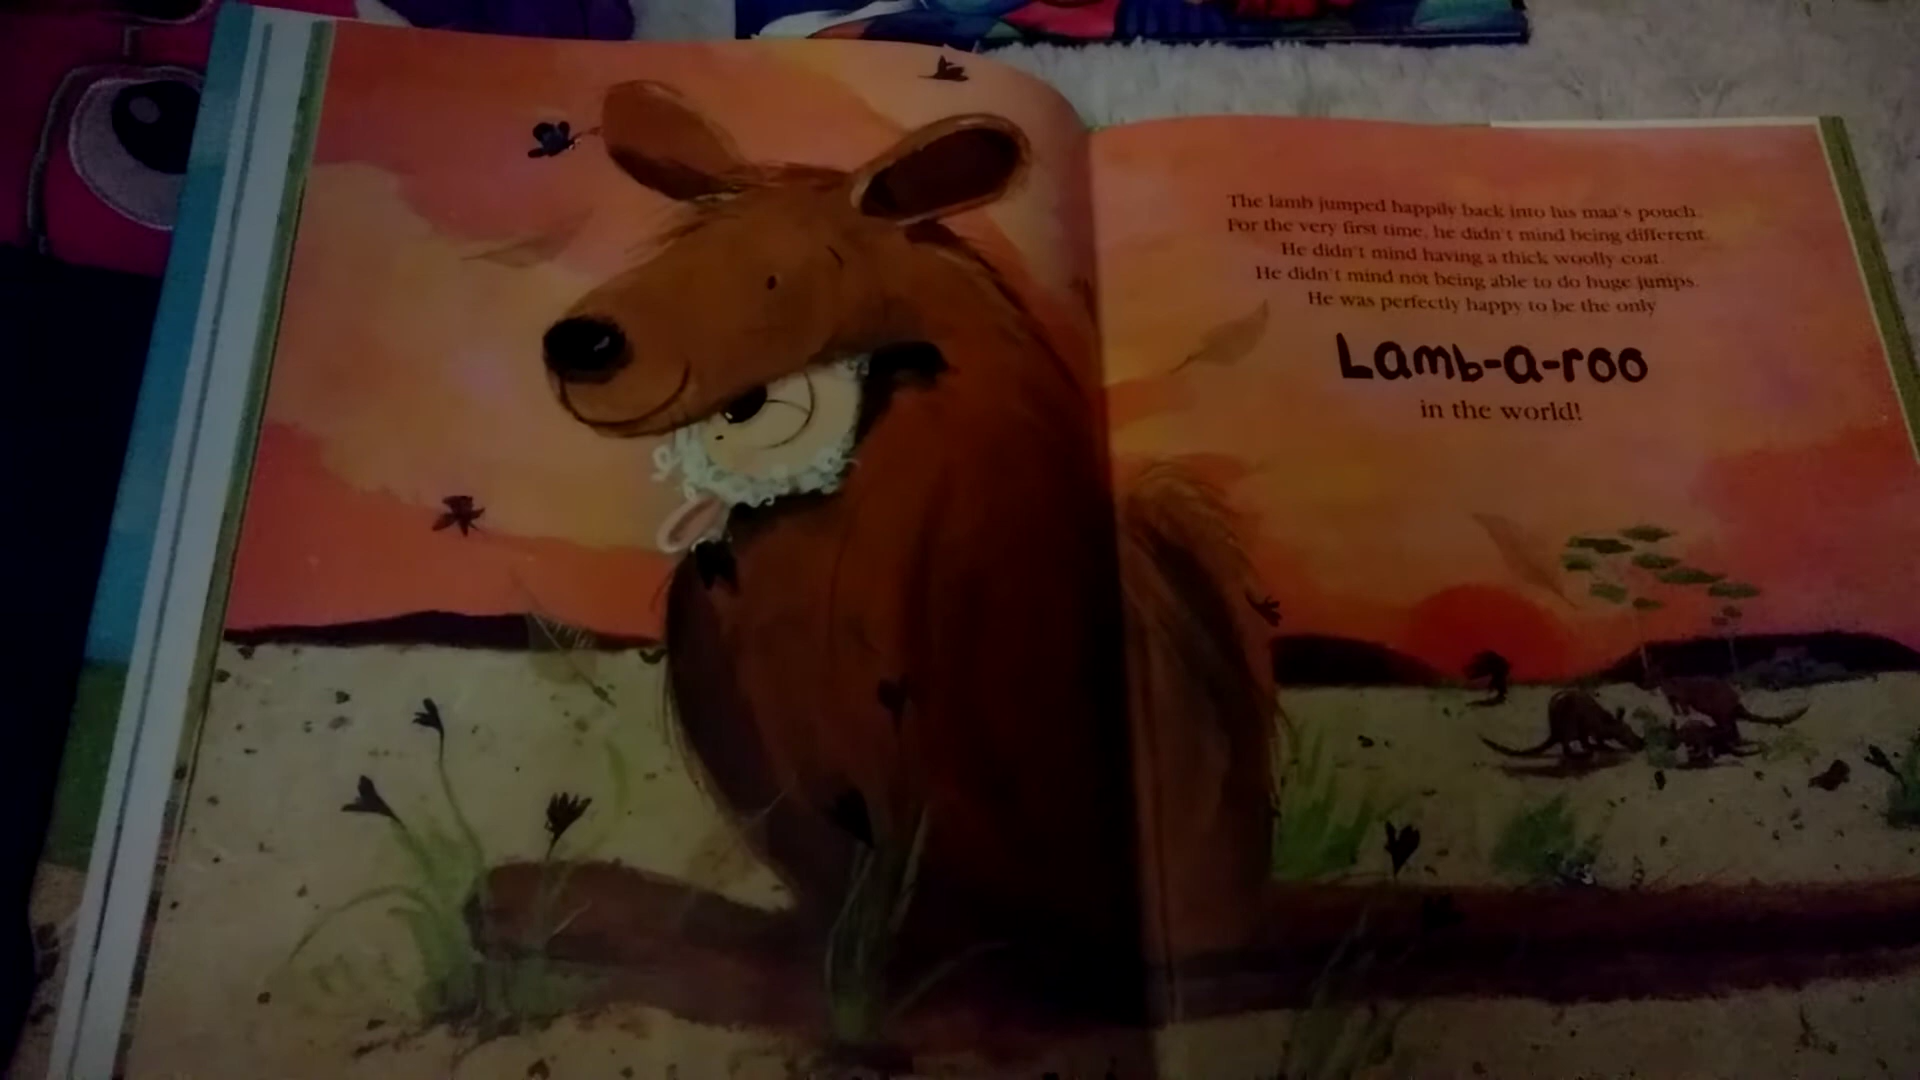 The lamb jumped happily back into his maa's pouch.
For the very first time, he didn't mind being different.
He didn't mind having a thick woolly coat.
He didn't mind not being able to do huge jumps.
He was perfectly happy to be the only
Lamb-a-roo
in the world!